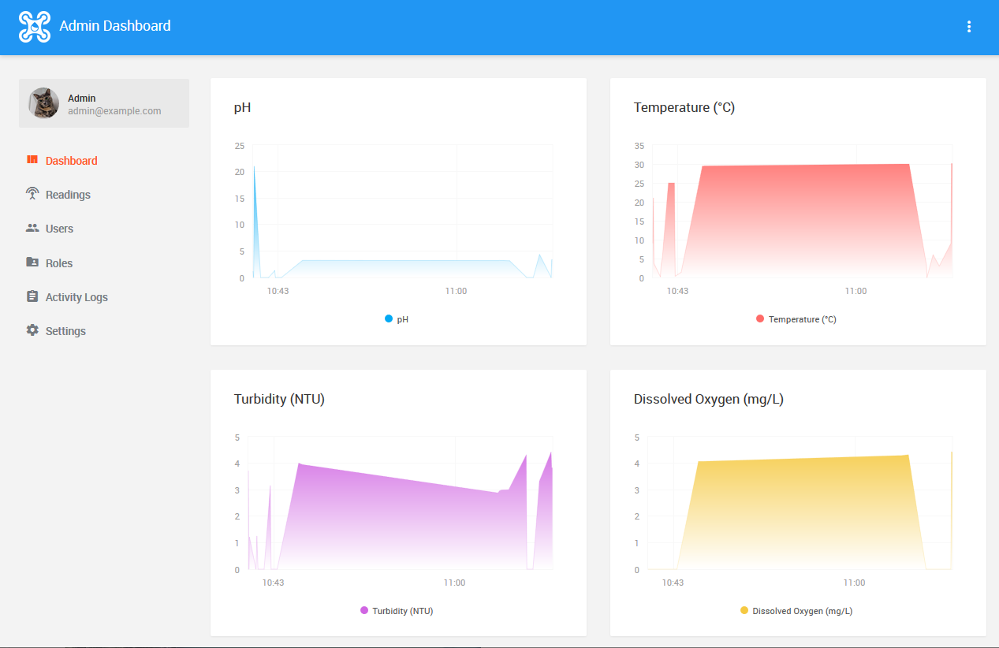 Admin Dashboard
Admin
admin@example.com
Dashboard
Readings
Users
Roles
Activity Logs
Settings
pH
25
20
15
10
5
0
10:43 11:00
pH
Temperature (°C)
35
30
25
20
15
10
5
0
10:43 11:00
Temperature (°C)
Turbidity (NTU)
5
4
3
2
1
0
10:43 11:00
Turbidity (NTU)
Dissolved Oxygen (mg/L)
5
4
3
2
1
0
10:43 11:00
Dissolved Oxygen (mg/L)